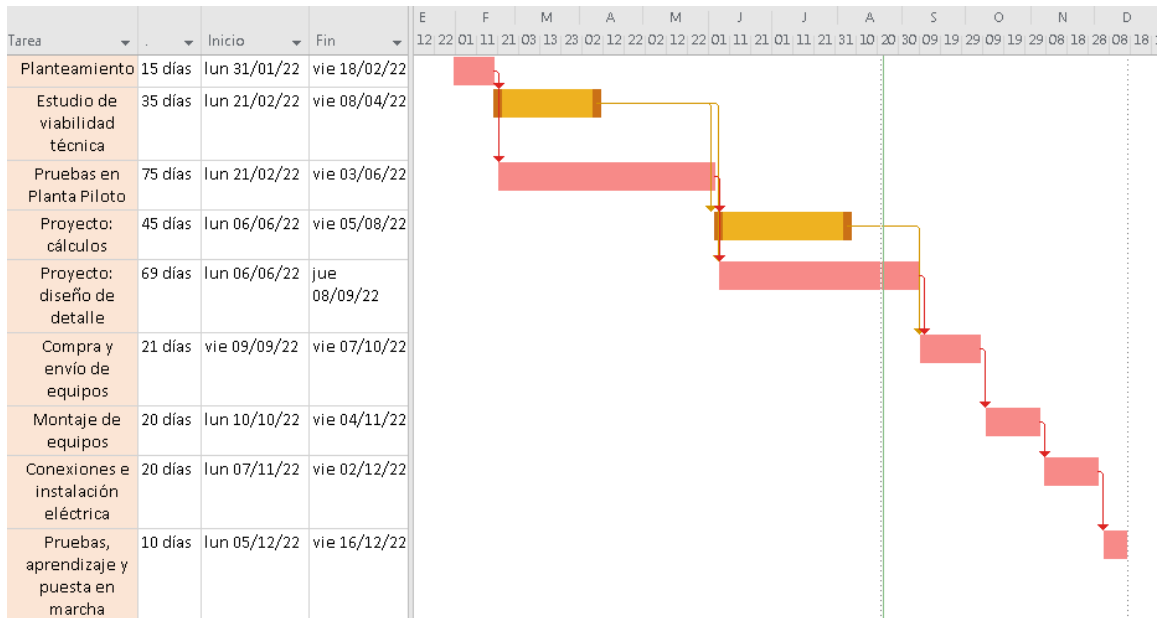 E F M A M J J A S O N D
Tarea . Inicio Fin 12 22 01 11 21 03 13 23 02 12 22 02 12 22 01 11 21 01 11 21 31 10 20 30 09 19 29 09 19 29 08 18 28 08 18
Planteamiento 15 días lun 31/01/22 vie 18/02/22
Estudio de 35 días lun 21/02/22 vie 08/04/22
viabilidad
técnica
Pruebas en 75 días lun 21/02/22 vie 03/06/22
Planta Piloto
Proyecto: 45 días lun 06/06/22 vie 05/08/22
cálculos
Proyecto: 69 días lun 06/06/22 jue
diseño de 08/09/22
detalle
Compra y 21 días vie 09/09/22 vie 07/10/22
envío de
equipos
Montaje de 20 días lun 10/10/22 vie 04/11/22
equipos
Conexiones e 20 días lun 07/11/22 vie 02/12/22
instalación
eléctrica
Pruebas, 10 días lun 05/12/22 vie 16/12/22
aprendizaje y
puesta en
marcha